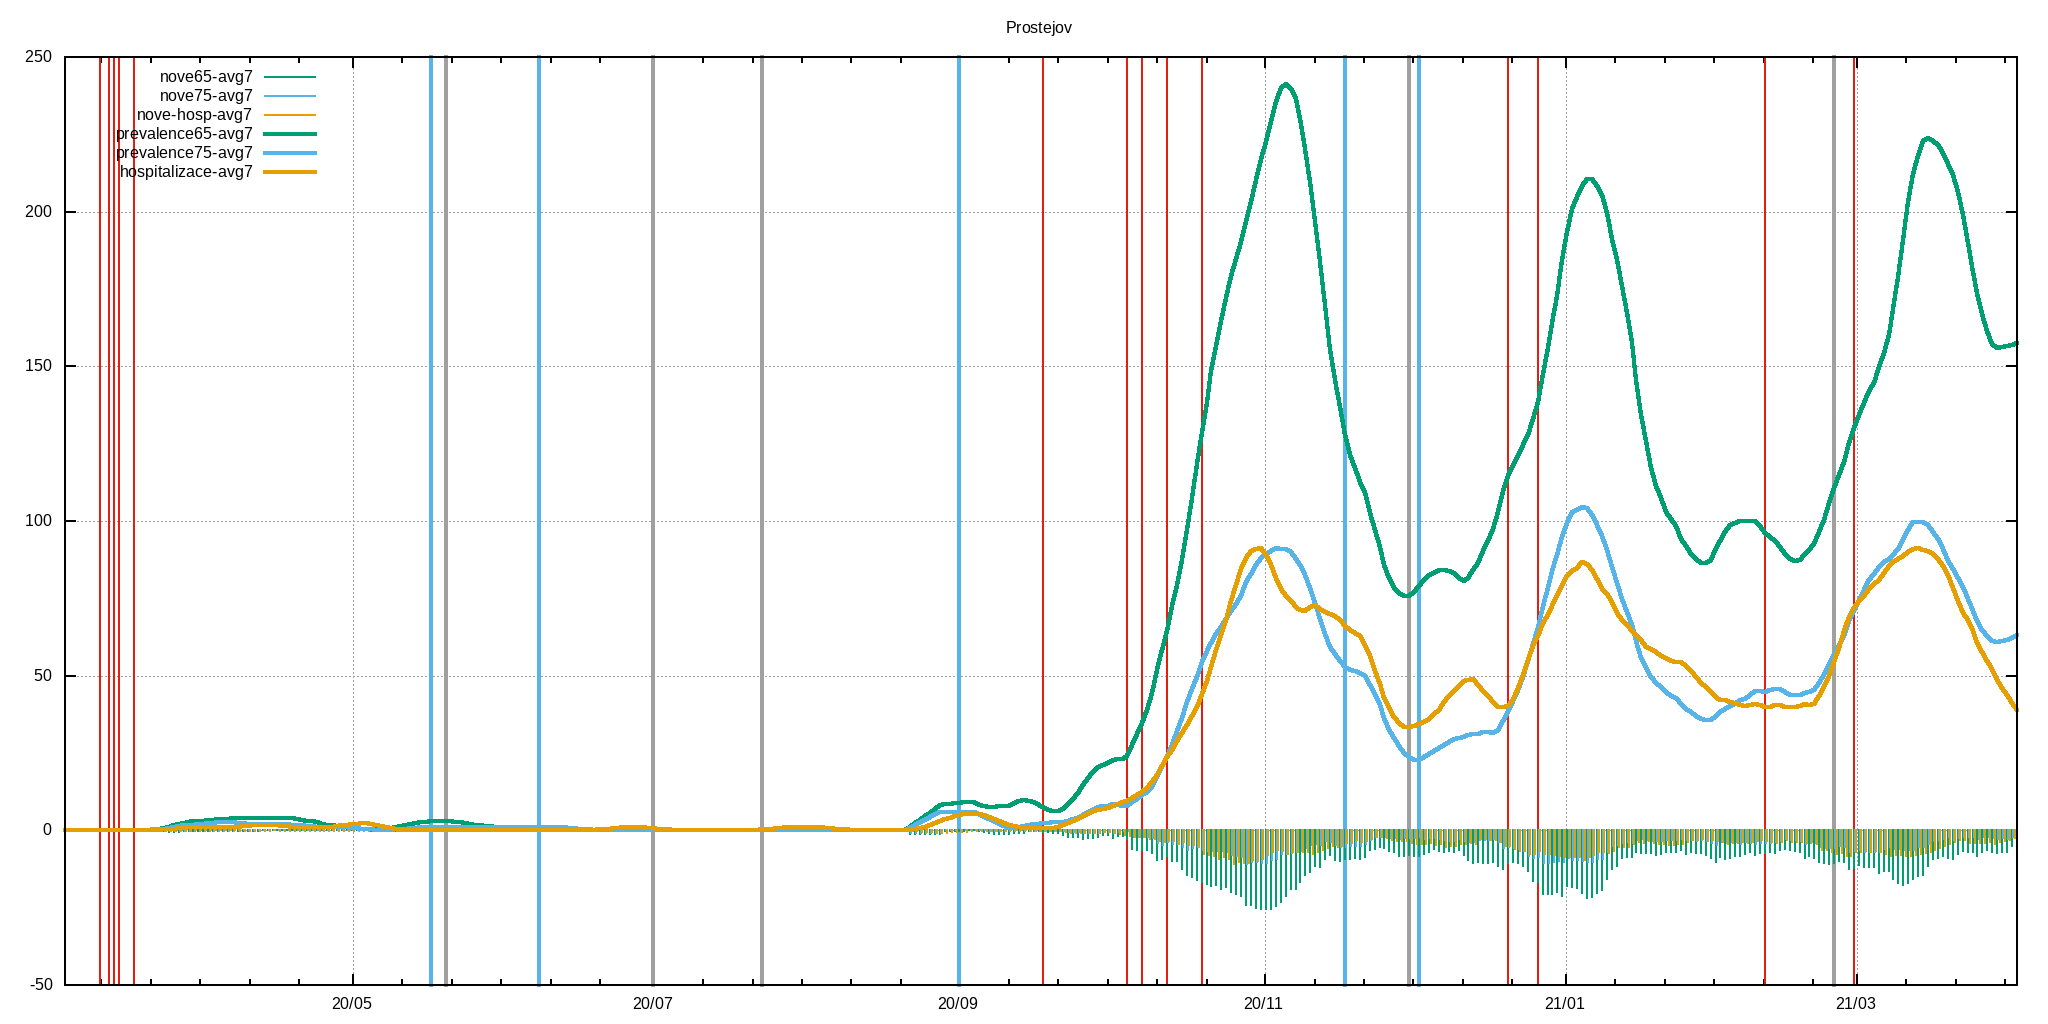 Prostejov
250
200
150
100
50
0
-50
nove65-avg7
nove75-avg7
nove-hosp-avg7
prevalence65-avg7
prevalence75-avg7
hospitalizace-avg7
20/05
20/07
20/09
20/11
21/01
21/03